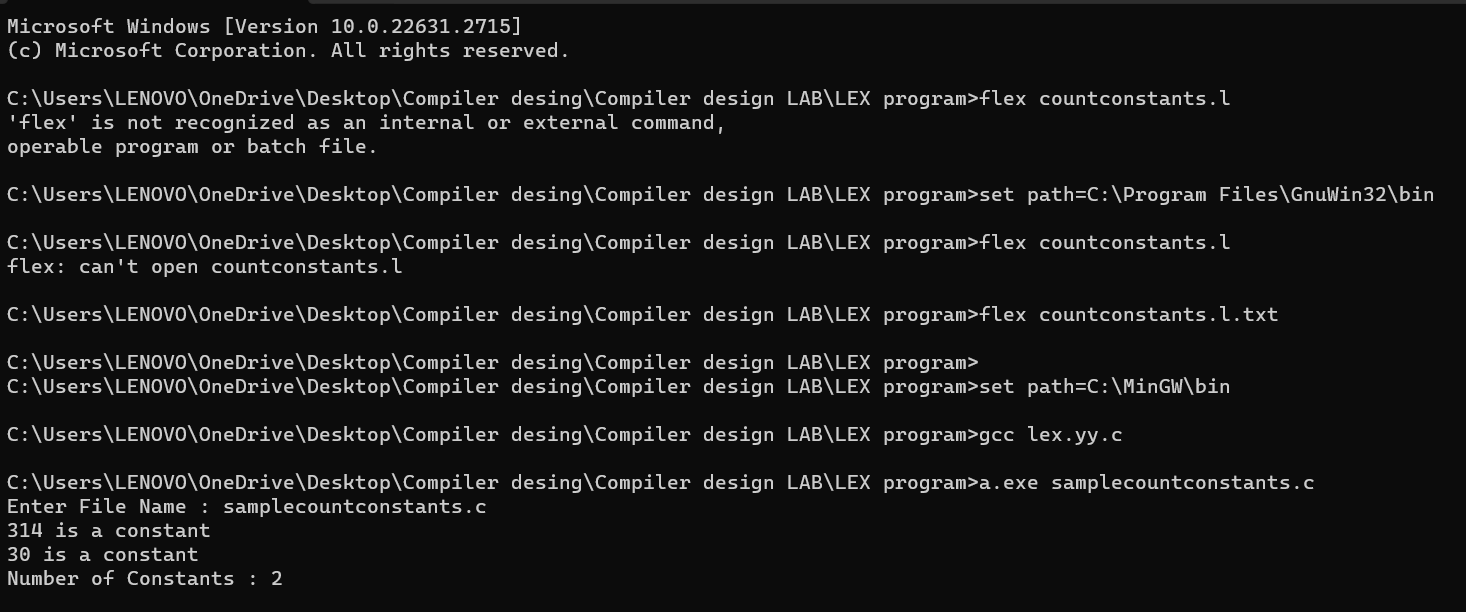 Microsoft Windows [Version 10.0.22631.2715]
(c) Microsoft Corporation. All rights reserved.
C:\Users\LENOVO\OneDrive\Desktop\Compiler desing\Compiler design LAB\LEX program>flex countconstants.l
'flex' is not recognized as an internal or external command,
operable program or batch file.
C:\Users\LENOVO\OneDrive\Desktop\Compiler desing\Compiler design LAB\LEX program>set path=C:\Program Files\GnuWin32\bin
C:\Users\LENOVO\OneDrive\Desktop\Compiler desing\Compiler design LAB\LEX program>flex countconstants.l
flex: can't open countconstants.l
C:\Users\LENOVO\OneDrive\Desktop\Compiler desing\Compiler design LAB\LEX program>flex countconstants.l.txt
C:\Users\LENOVO\OneDrive\Desktop\Compiler desing\Compiler design LAB\LEX program>
C:\Users\LENOVO\OneDrive\Desktop\Compiler desing\Compiler design LAB\LEX program>set path=C:\MinGW\bin
C:\Users\LENOVO\OneDrive\Desktop\Compiler desing\Compiler design LAB\LEX program>gcc lex.yy.c
C:\Users\LENOVO\OneDrive\Desktop\Compiler desing\Compiler design LAB\LEX program>a.exe samplecountconstants.c
Enter File Name : samplecountconstants.c
314 is a constant
30 is a constant
Number of Constants : 2